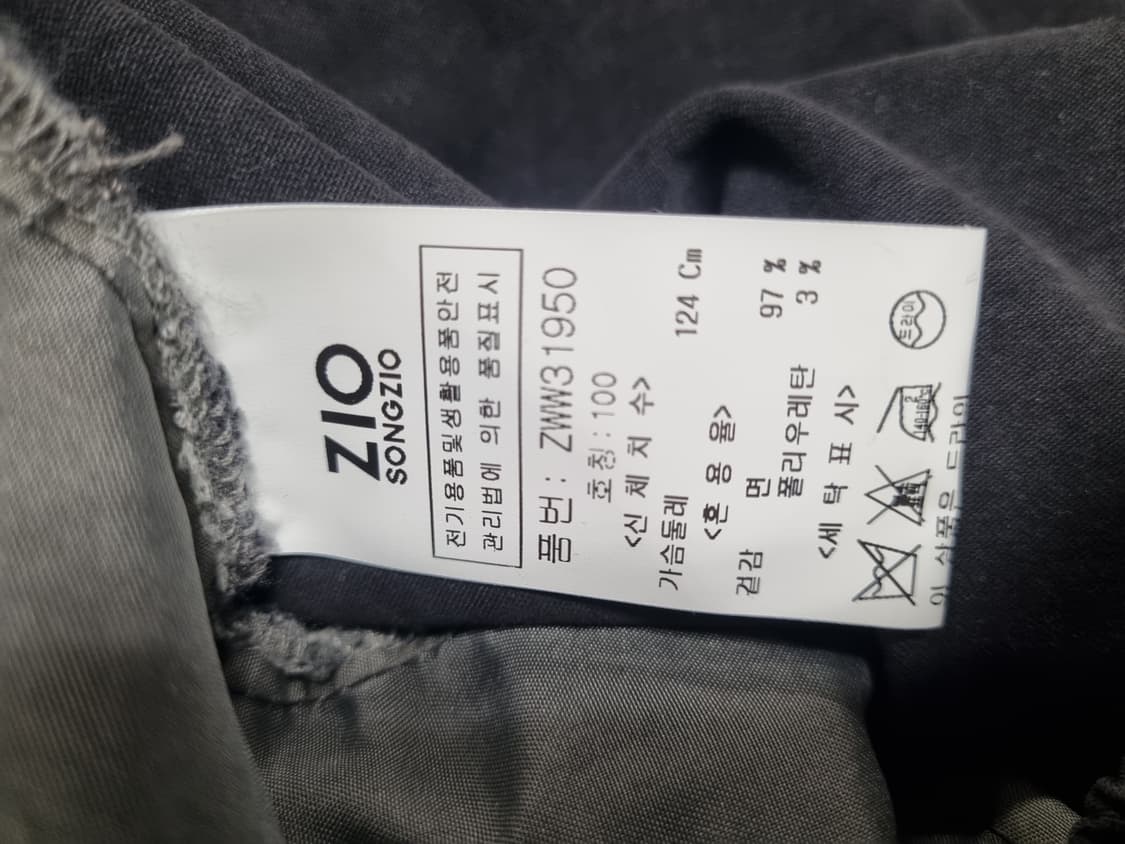 ZIO
SONGZIO
전기용품및생활용품안전
관리법에 의한 품질표시
품번: ZWW31950
호칭:100
<신 체 치 수>
가슴둘레 124 Cm
<혼 용 율>
겉감 면 97 %
폴리우레탄 3 %
<세 탁 표 시>
2 140-160℃ 드라이